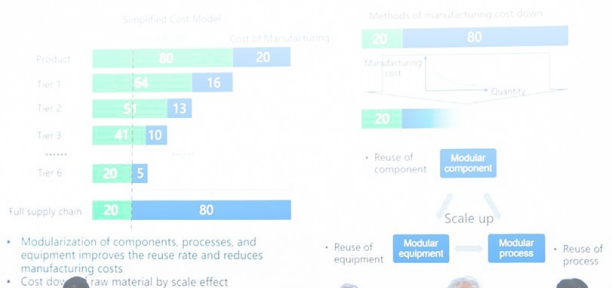 Simplified Cost Model
Cost of Manufacturing
Product 80 20
Tier 1 64 16
Tier 2 51 13
Tier 3 41 10
......
Tier 6 20 5
Full supply chain 20 80
• Modularization of components, processes, and
equipment improves the reuse rate and reduces
manufacturing costs
• Cost down of raw material by scale effect
Methods of manufacturing cost down
20 80
Manufacturing
cost
Quantity
20
• Reuse of
component
Modular
component
Scale up
• Reuse of
equipment
Modular
equipment
Modular
process
• Reuse of
process